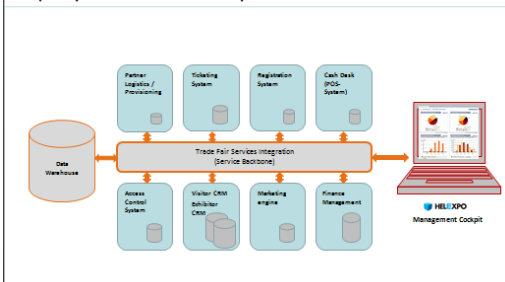 Partner
Logistics /
Provisioning
Ticketing
System
Registration
System
Cash Desk
(POS-
System)
Data
Warehouse
Trade Fair Services Integration
(Service Backbone)
Access
Control
System
Visitor CRM
Exhibitor
CRM
Marketing
engine
Finance
Management
HELEXPO
Management Cockpit